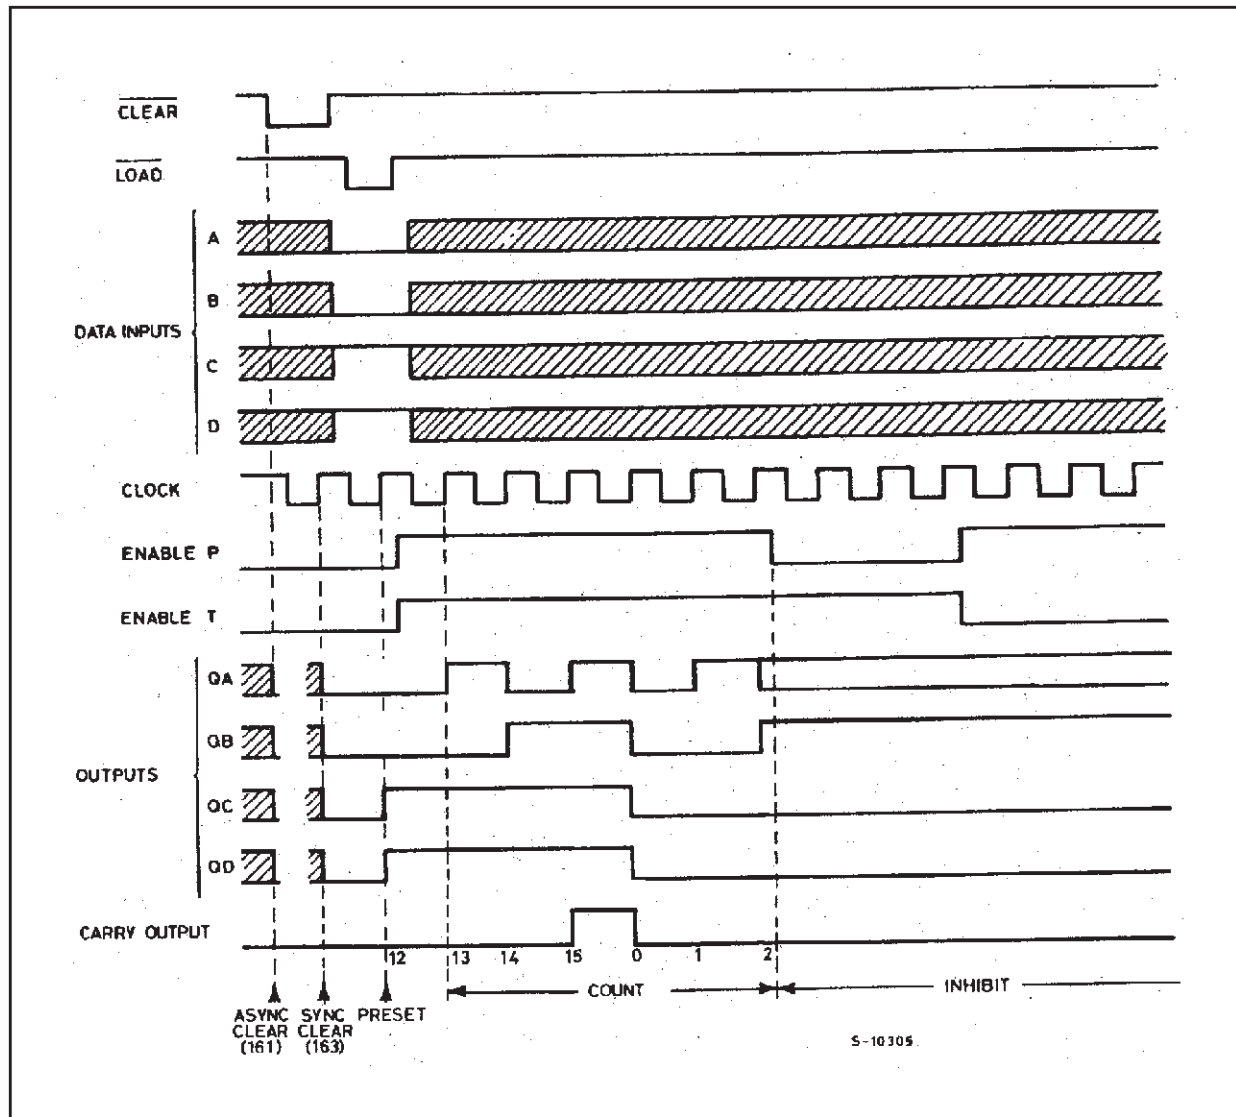 CLEAR
LOAD
A
B
DATA INPUTS
C
D
CLOCK
ENABLE P
ENABLE T
QA
QB
OUTPUTS
QC
QD
CARRY OUTPUT
12 13 14 15 0 1 2
COUNT INHIBIT
ASYNC CLEAR (161)
SYNC CLEAR (163)
PRESET
S-10305